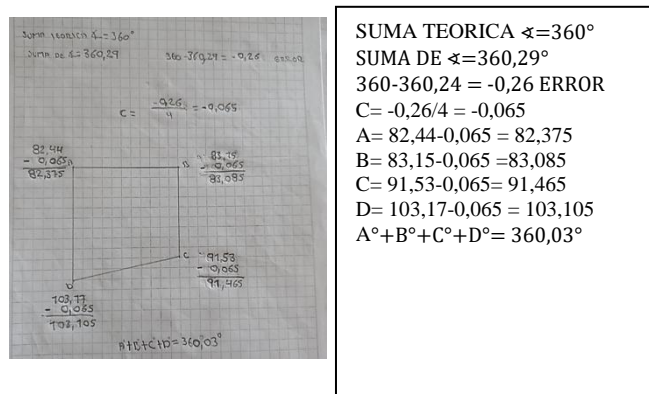 Suma teorica ∡=360°
Suma de ∡=360,29
360-360,29 = -0,26 error
C= -0,26/4 = -0,065
82,44
- 0,065
82,375
A
B
83,15
- 0,065
83,085
C
91,53
- 0,065
91,465
D
103,17
- 0,065
103,105
A°+B°+C°+D°= 360,03°
SUMA TEORICA ∢=360°
SUMA DE ∢=360,29°
360-360,24 = -0,26 ERROR
C= -0,26/4 = -0,065
A= 82,44-0,065 = 82,375
B= 83,15-0,065 =83,085
C= 91,53-0,065= 91,465
D= 103,17-0,065 = 103,105
A°+B°+C°+D°= 360,03°